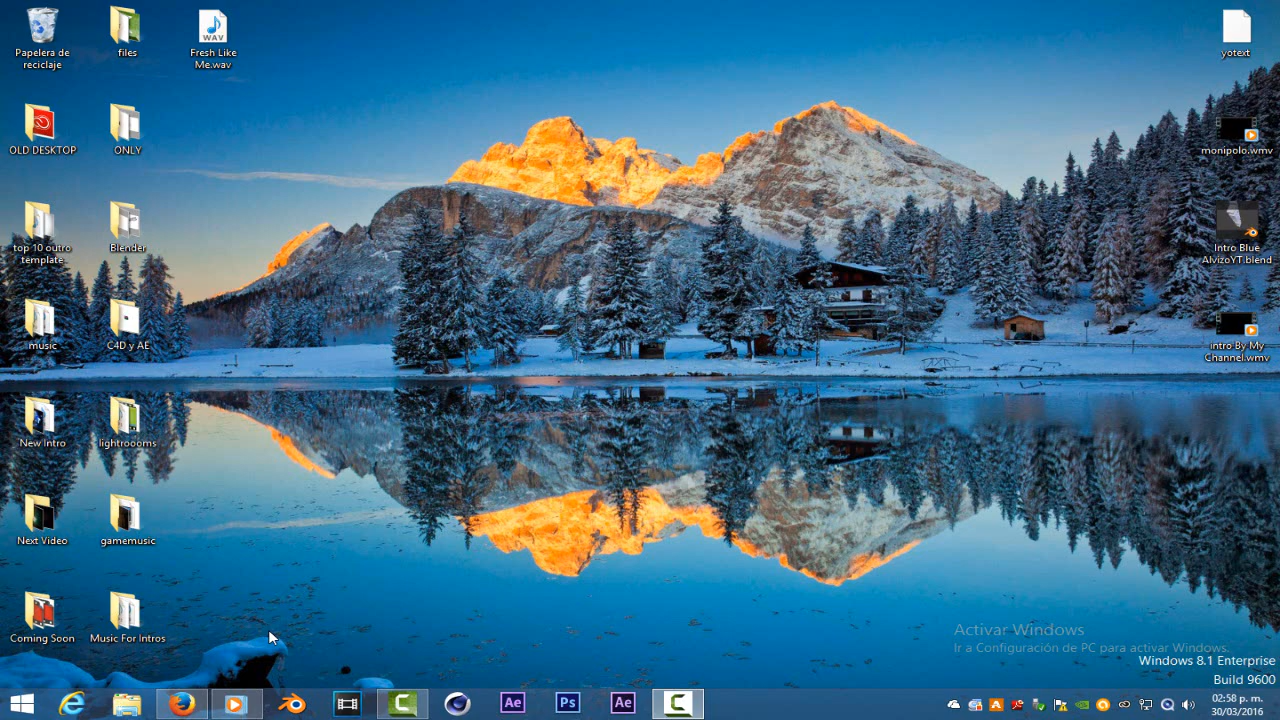 Papelera de
reciclaje
files
Fresh Like
Me.wav
WAV
yotext
OLD DESKTOP
ONLY
monipolo.wmv
top 10 outro
template
Blender
Intro Blue
AlvizoYT.blend
music
C4D y AE
intro By My
Channel.wmv
New Intro
lightroooms
Next Video
gamemusic
Coming Soon
Music For Intros
Activar Windows
Ir a Configuración de PC para activar Windows.
Windows 8.1 Enterprise
Build 9600
Ae
Ps
Ae
02:58 p. m.
30/03/2016